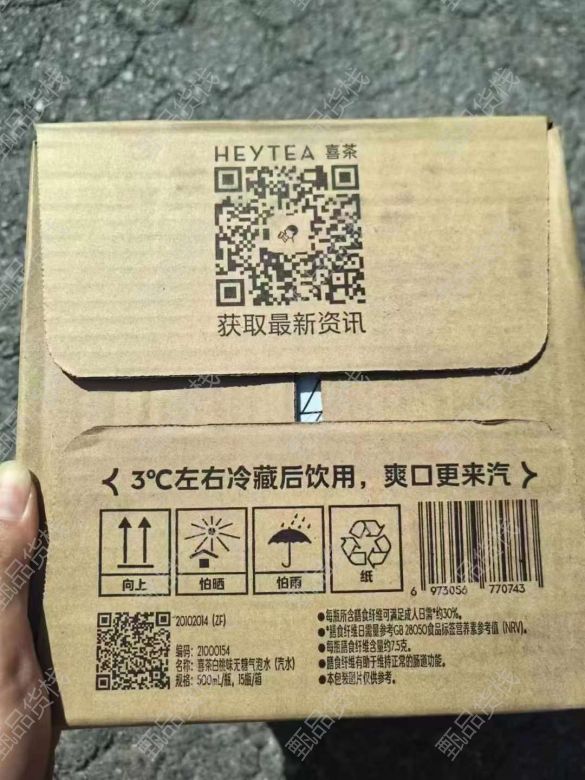 HEYTEA 喜茶
获取最新资讯
3℃左右冷藏后饮用，爽口更来汽
向上
怕晒
怕雨
纸
6 973056 770743
20102014 (ZF)
编码：21000154
名称：喜茶白桃味无糖气泡水（汽水）
规格：500mL/瓶，15瓶/箱
●每瓶所含膳食纤维可满足成人日需*约30%。
●*膳食纤维日需量参考GB 28050食品标签营养素参考值（NRV）。
●每瓶膳食纤维含量约7.5克。
●膳食纤维有助于维持正常的肠道功能。
●本包装图片仅供参考。
甄品货栈